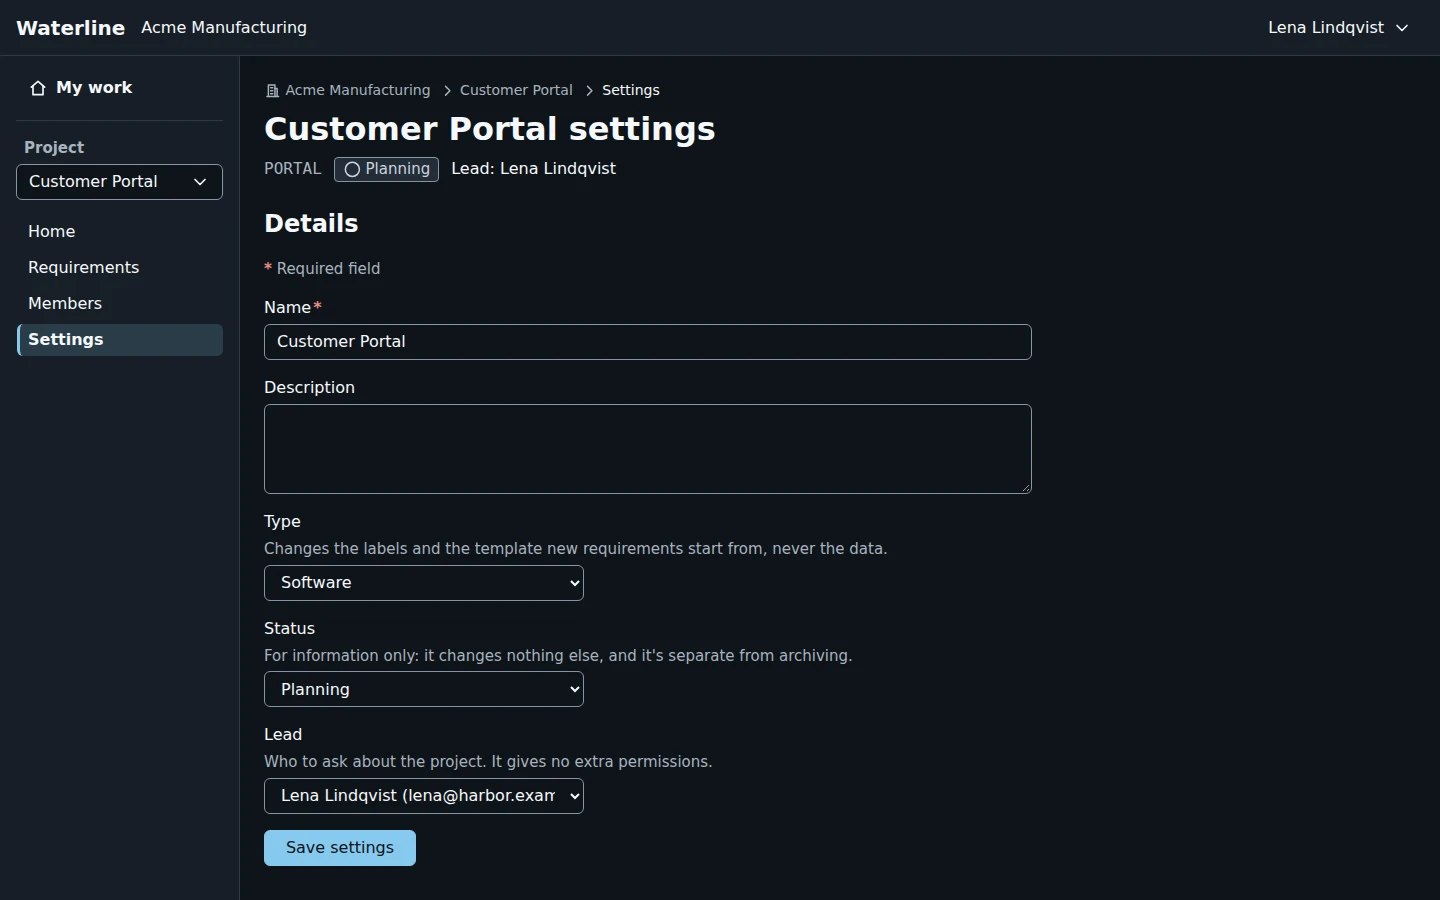 Waterline Acme Manufacturing Lena Lindqvist
My work
Project
Customer Portal
Home
Requirements
Members
Settings
Acme Manufacturing Customer Portal Settings
Customer Portal settings
PORTAL Planning Lead: Lena Lindqvist
Details
* Required field
Name*
Customer Portal
Description
Type
Changes the labels and the template new requirements start from, never the data.
Software
Status
For information only: it changes nothing else, and it's separate from archiving.
Planning
Lead
Who to ask about the project. It gives no extra permissions.
Lena Lindqvist (lena@harbor.exam
Save settings